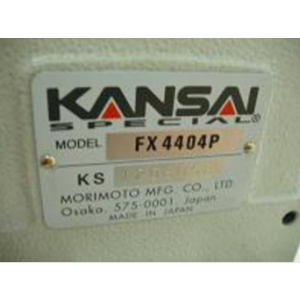 KANSAI
SPECIAL®
MODEL FX4404P
KS
MORIMOTO MFG. CO., LTD.
Osaka, 575-0001 Japan
MADE IN JAPAN